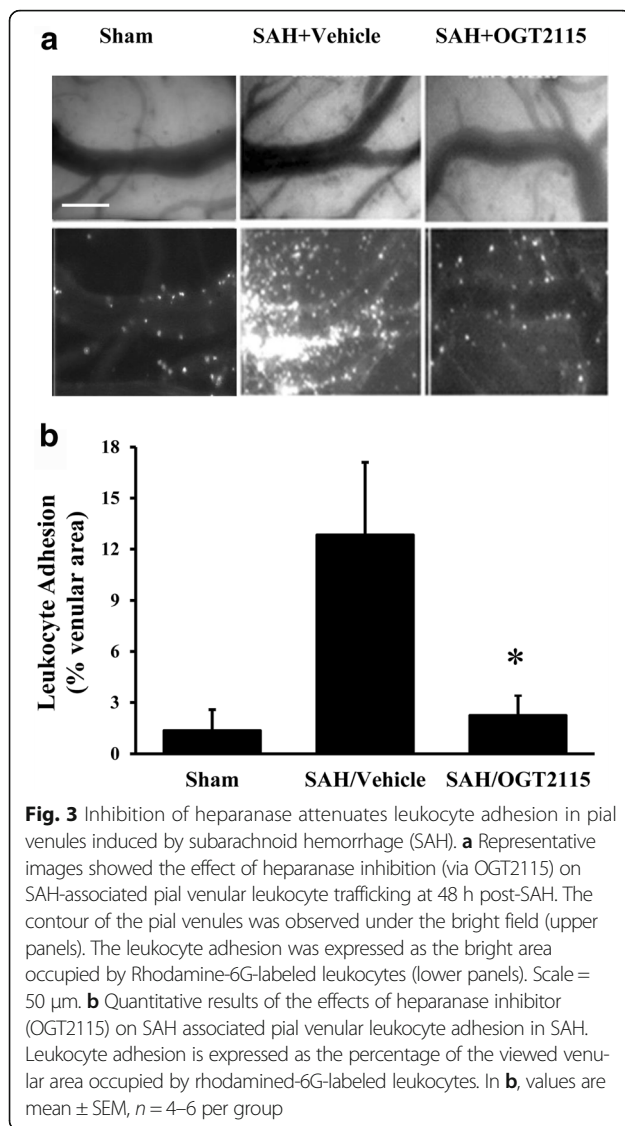 a
Sham SAH+Vehicle SAH+OGT2115
b
18
15
12
9
6
3
0
Leukocyte Adhesion
(% venular area)
*
Sham SAH/Vehicle SAH/OGT2115
Fig. 3 Inhibition of heparanase attenuates leukocyte adhesion in pial
venules induced by subarachnoid hemorrhage (SAH). a Representative
images showed the effect of heparanase inhibition (via OGT2115) on
SAH-associated pial venular leukocyte trafficking at 48 h post-SAH. The
contour of the pial venules was observed under the bright field (upper
panels). The leukocyte adhesion was expressed as the bright area
occupied by Rhodamine-6G-labeled leukocytes (lower panels). Scale =
50 μm. b Quantitative results of the effects of heparanase inhibitor
(OGT2115) on SAH associated pial venular leukocyte adhesion in SAH.
Leukocyte adhesion is expressed as the percentage of the viewed venu-
lar area occupied by rhodamined-6G-labeled leukocytes. In b, values are
mean ± SEM, n = 4–6 per group